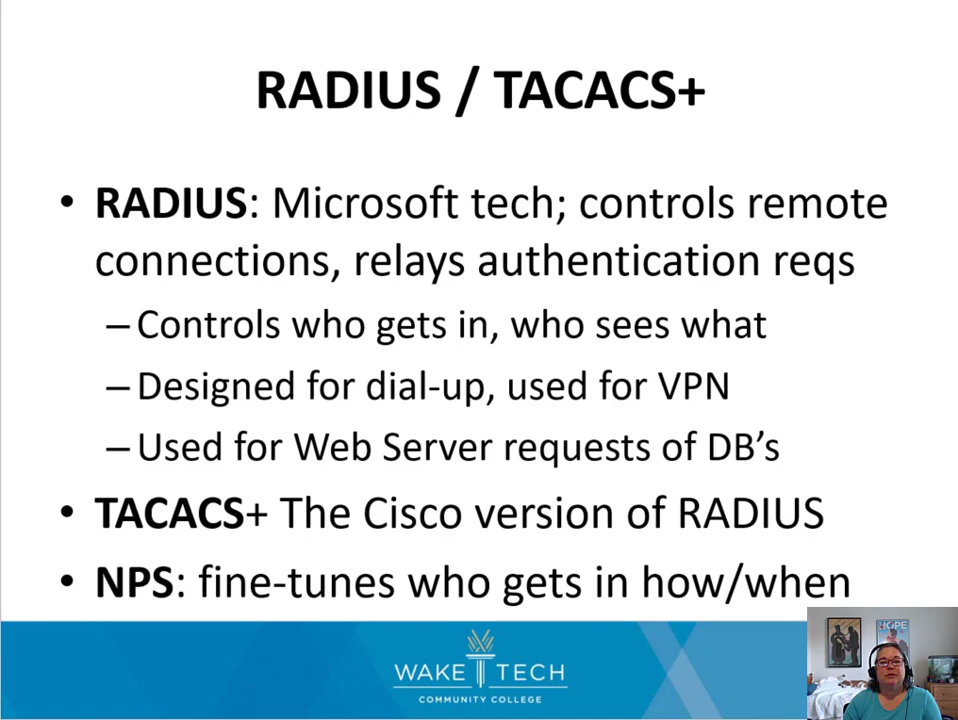 RADIUS / TACACS+
• RADIUS: Microsoft tech; controls remote
connections, relays authentication reqs
– Controls who gets in, who sees what
– Designed for dial-up, used for VPN
– Used for Web Server requests of DB's
• TACACS+ The Cisco version of RADIUS
• NPS: fine-tunes who gets in how/when
WAKE TECH
COMMUNITY COLLEGE
HOPE